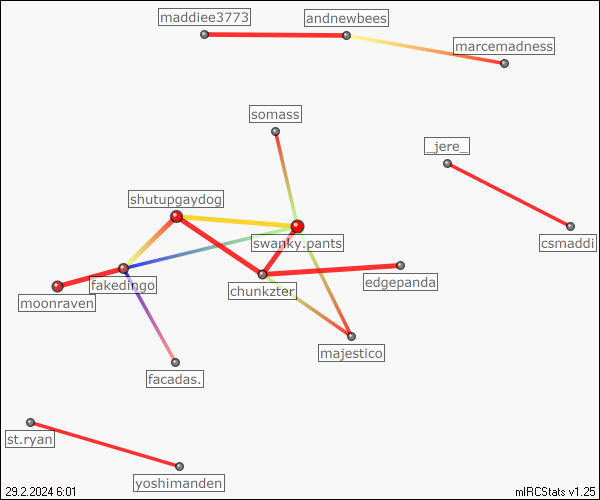 maddiee3773
andnewbees
marcemadness
somass
_jere_
shutupgaydog
csmaddi
swanky.pants
fakedingo
edgepanda
chunkzter
moonraven
majestico
facadas.
st.ryan
yoshimanden
29.2.2024 6:01
mIRCStats v1.25